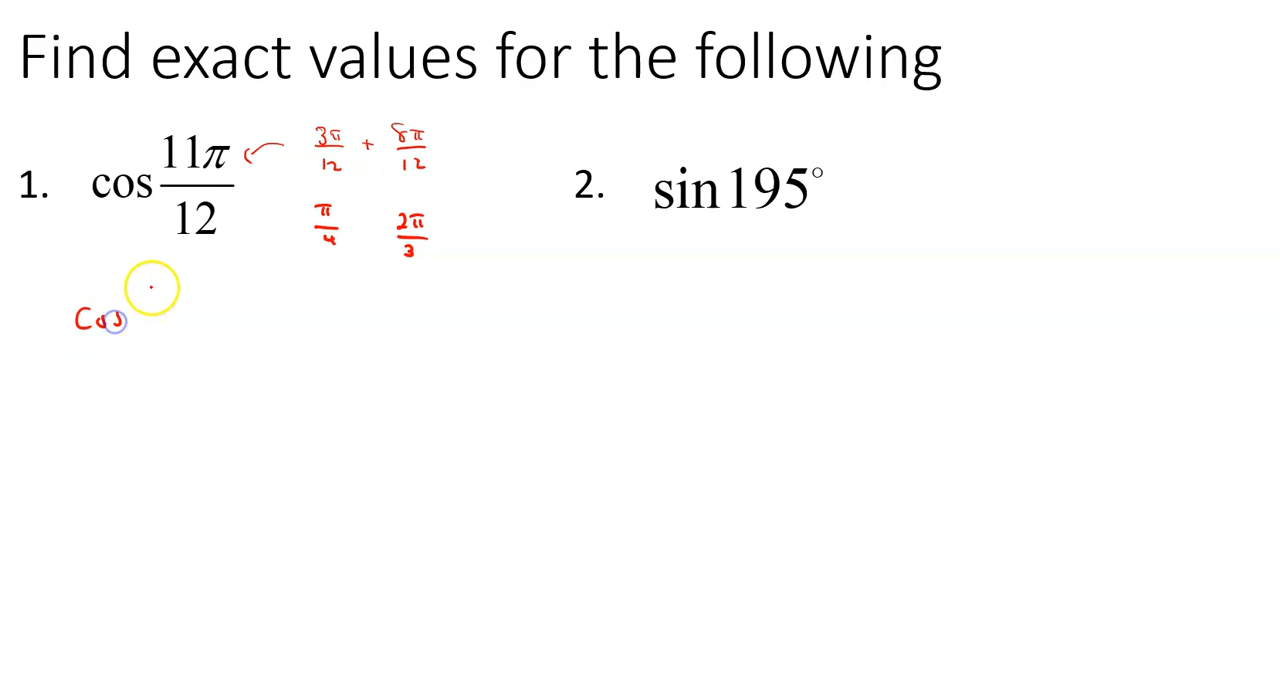 Find exact values for the following
1. cos 11π/12 3π/12 + 8π/12
π/4 2π/3
2. sin 195°
Cos